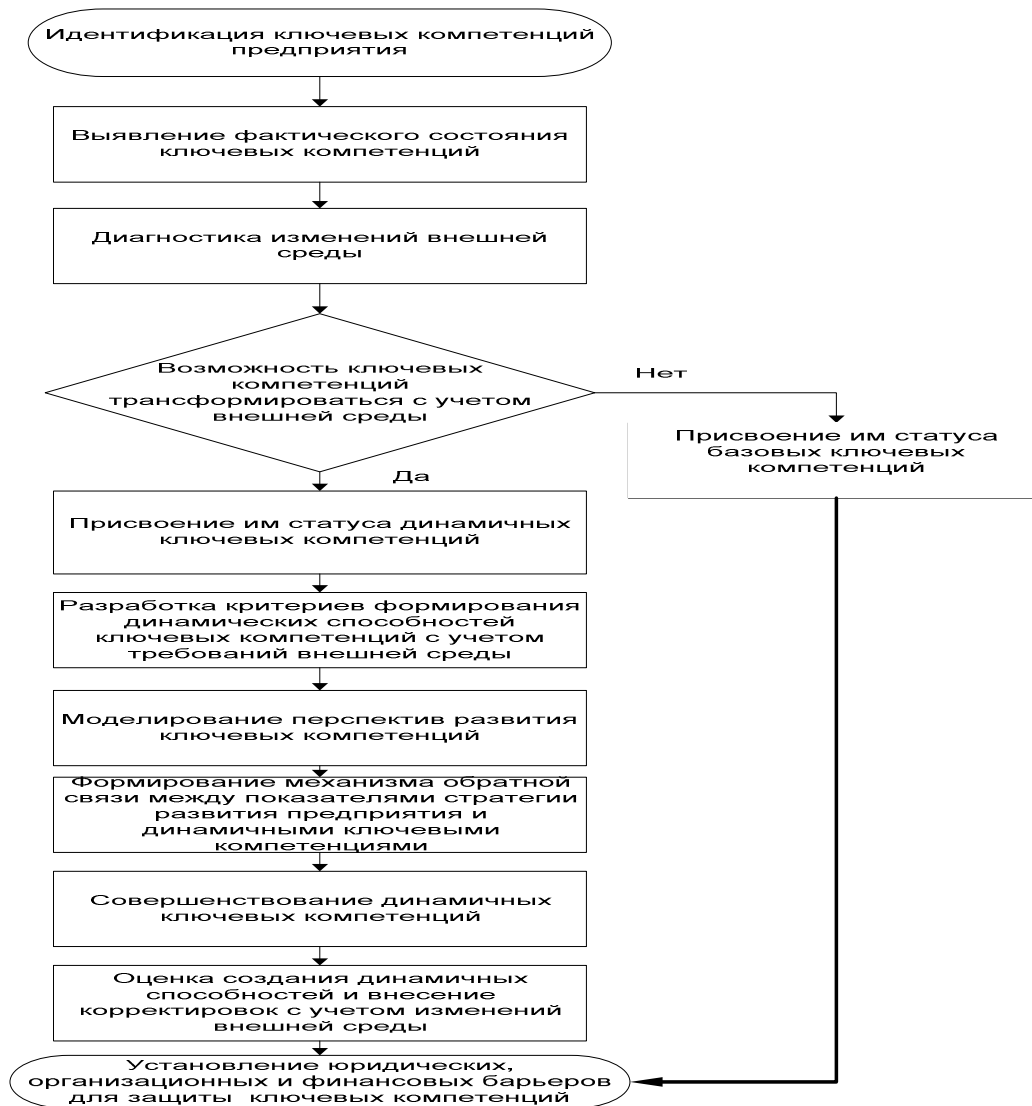 Идентификация ключевых компетенций
предприятия
Выявление фактического состояния
ключевых компетенций
Диагностика изменений внешней
среды
Возможность ключевых
компетенций
трансформироваться с учетом
внешней среды
Нет
Присвоение им статуса
базовых ключевых
компетенций
Да
Присвоение им статуса динамичных
ключевых компетенций
Разработка критериев формирования
динамических способностей
ключевых компетенций с учетом
требований внешней среды
Моделирование перспектив развития
ключевых компетенций
Формирование механизма обратной
связи между показателями стратегии
развития предприятия и
динамичными ключевыми
компетенциями
Совершенствование динамичных
ключевых компетенций
Оценка создания динамичных
способностей и внесение
корректировок с учетом изменений
внешней среды
Установление юридических,
организационных и финансовых барьеров
для защиты ключевых компетенций